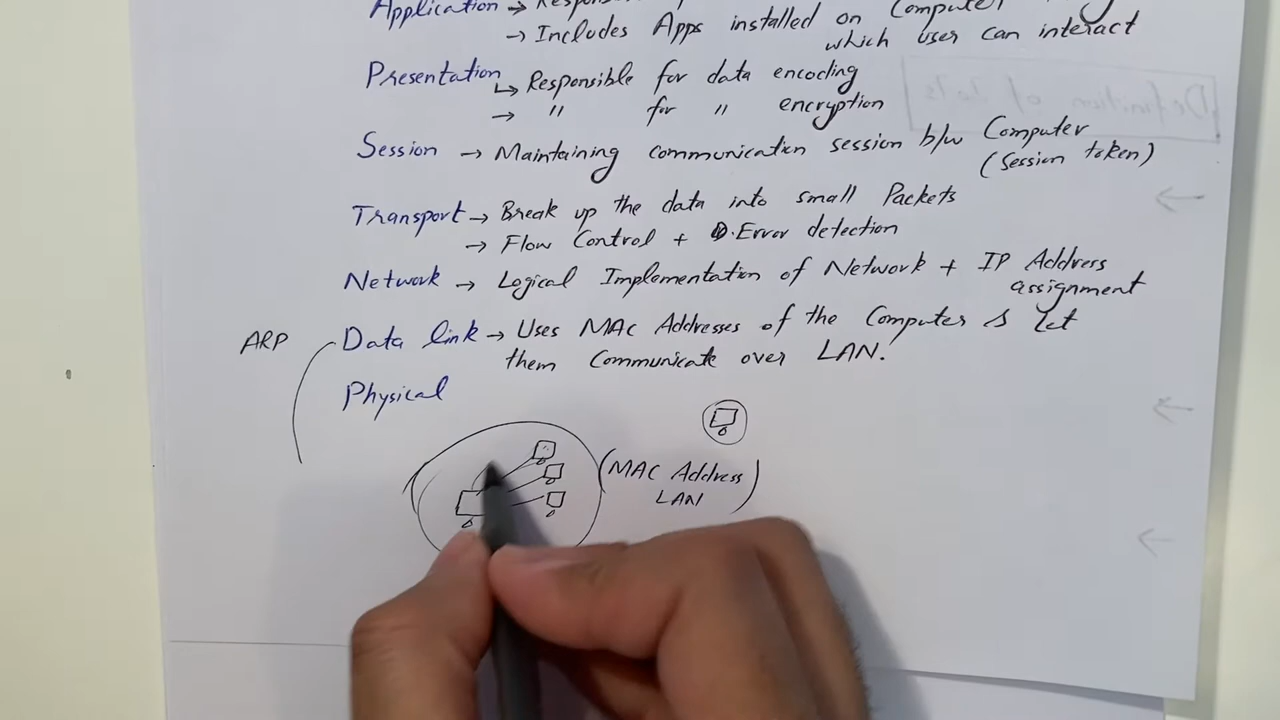 Application →
→ Includes Apps installed on Computer
which user can interact
Presentation ↳ Responsible for data encoding
→ " for " encryption
Session → Maintaining communication session b/w Computer
(Session token)
Transport → Break up the data into small Packets
→ Flow Control + Error detection
Network → Logical Implementation of Network + IP Address
assignment
ARP
Data link → Uses MAC Addresses of the Computer & let
them Communicate over LAN.
Physical
(MAC Address
LAN)
Definition of